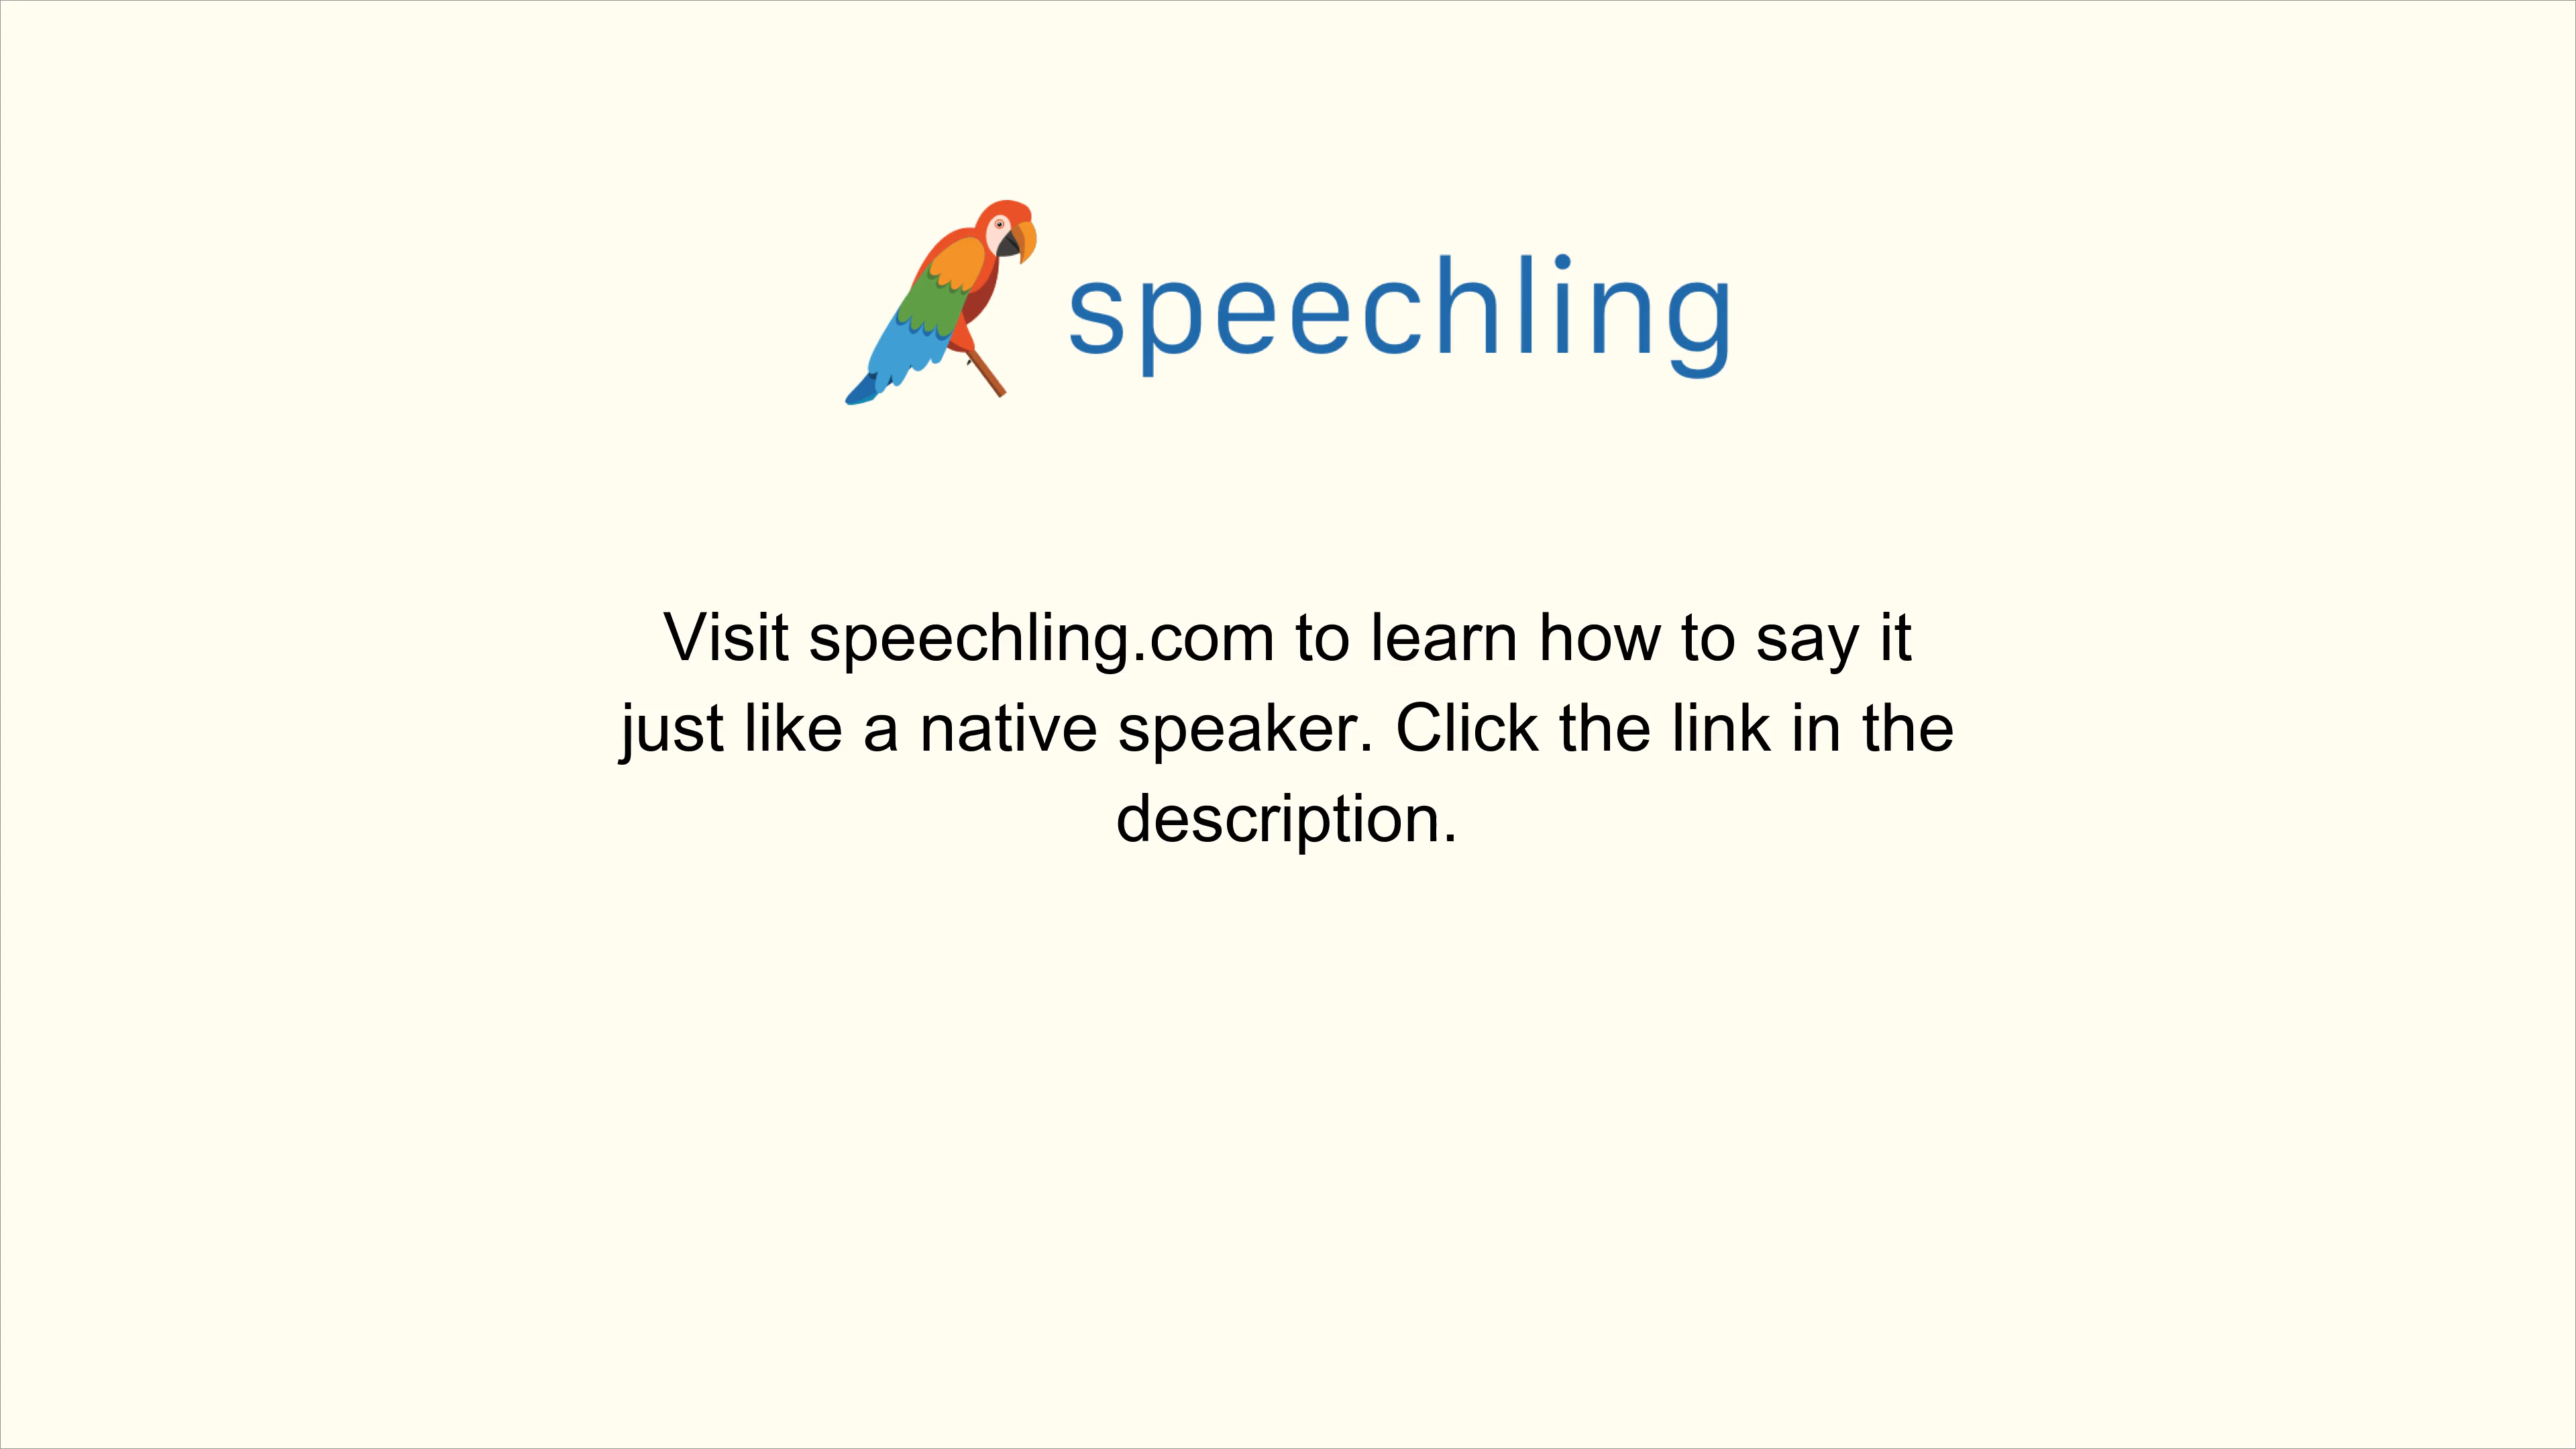 speechling
Visit speechling.com to learn how to say it
just like a native speaker. Click the link in the
description.